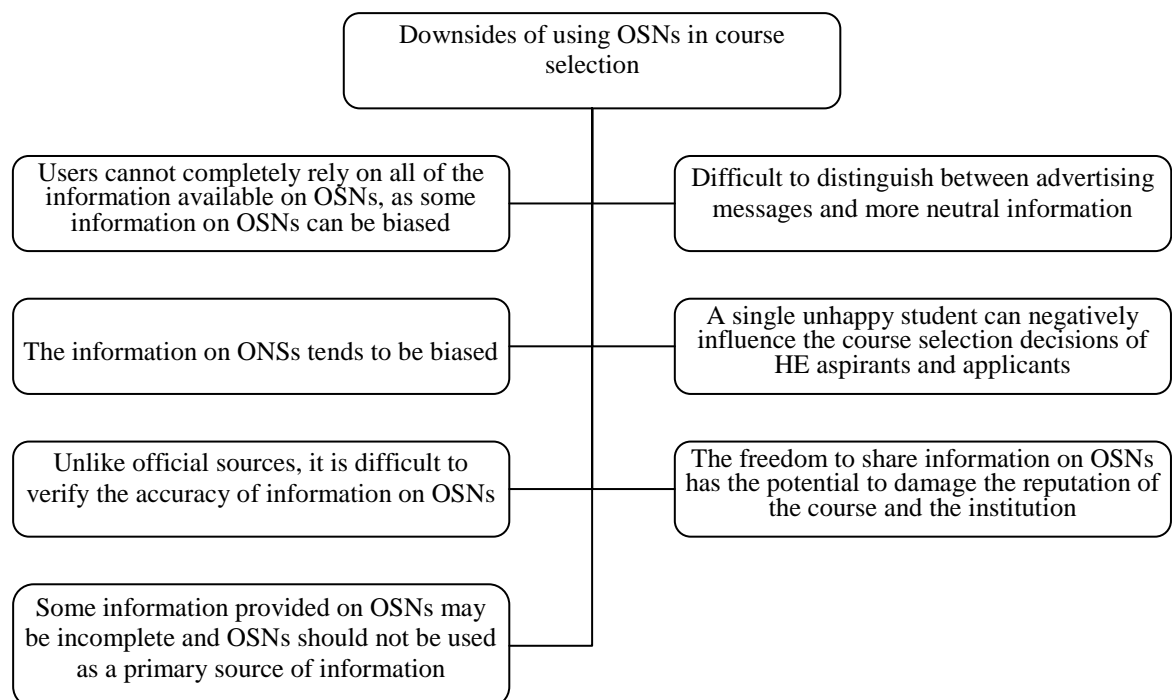 Downsides of using OSNs in course
selection
Users cannot completely rely on all of the
information available on OSNs, as some
information on OSNs can be biased
Difficult to distinguish between advertising
messages and more neutral information
The information on ONSs tends to be biased
A single unhappy student can negatively
influence the course selection decisions of
HE aspirants and applicants
Unlike official sources, it is difficult to
verify the accuracy of information on OSNs
The freedom to share information on OSNs
has the potential to damage the reputation of
the course and the institution
Some information provided on OSNs may
be incomplete and OSNs should not be used
as a primary source of information